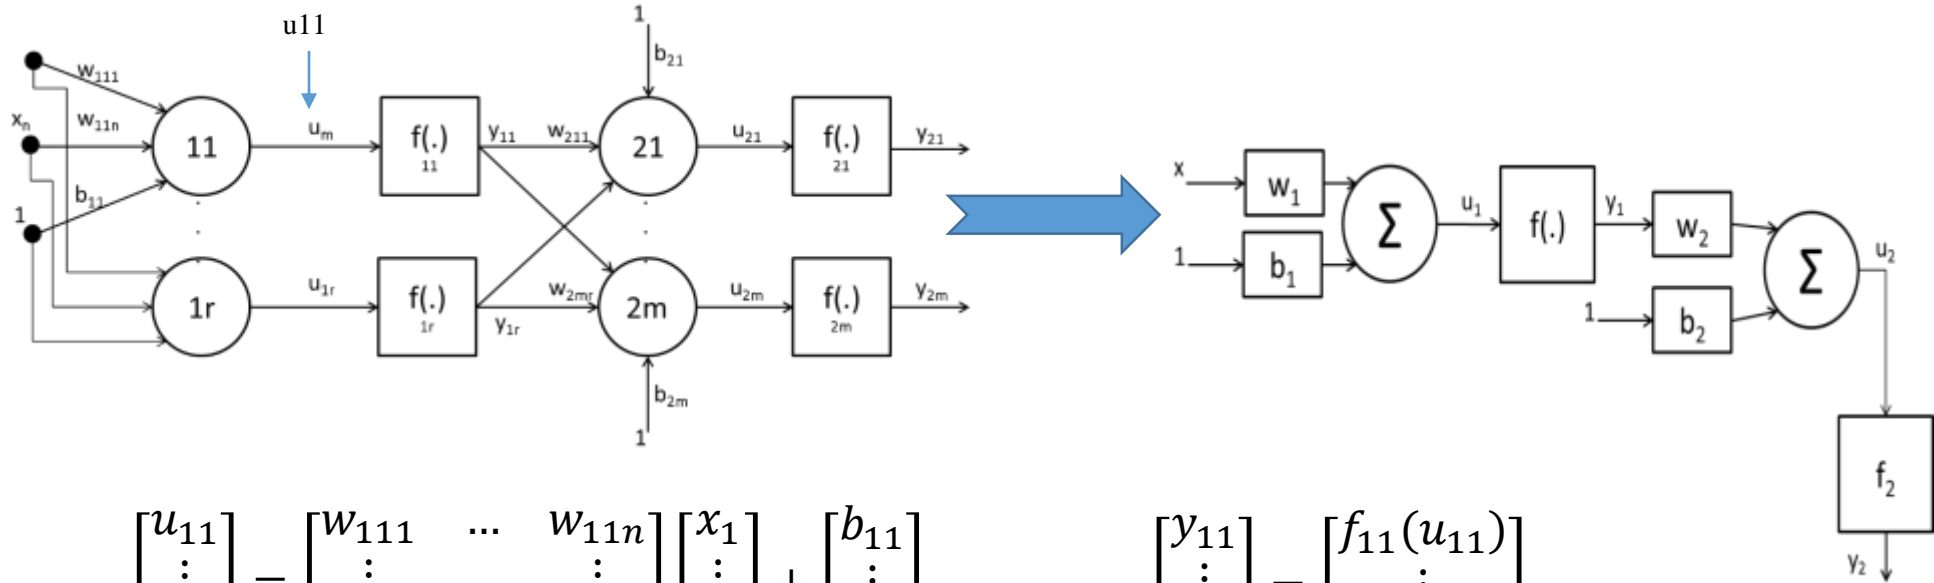 u11
1
b₂₁
w₁₁₁
xₙ
w₁₁ₙ
11
uₘ
f(.)
11
y₁₁
w₂₁₁
21
u₂₁
f(.)
21
y₂₁
b₁₁
1
1r
u₁ᵣ
f(.)
1r
w₂ₘᵣ
y₁ᵣ
2m
u₂ₘ
f(.)
2m
y₂ₘ
b₂ₘ
1
x
w₁
1
b₁
Σ
u₁
f(.)
y₁
w₂
1
b₂
Σ
u₂
f₂
y₂
[u₁₁ ⋮] = [w₁₁₁ ... w₁₁ₙ ⋮ ⋮] [x₁ ⋮] + [b₁₁ ⋮]
[y₁₁ ⋮] = [f₁₁(u₁₁) ⋮]